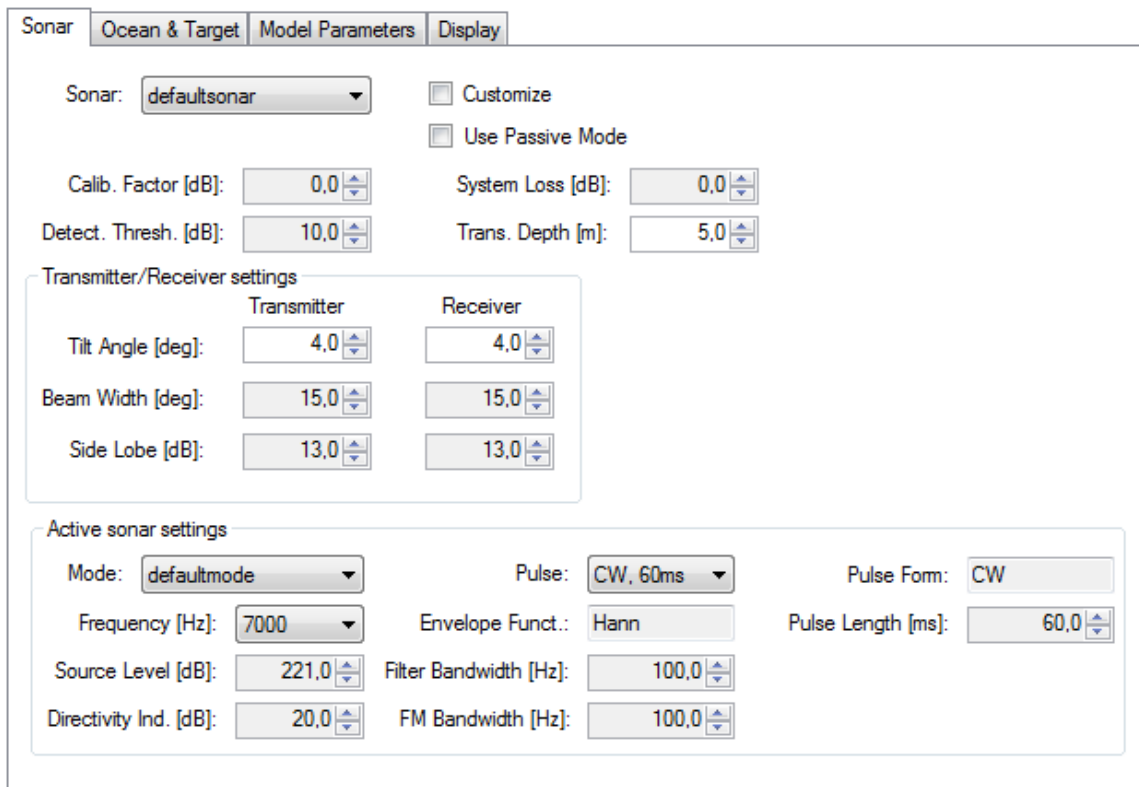 Sonar Ocean & Target Model Parameters Display
Sonar: defaultsonar Customize
Use Passive Mode
Calib. Factor [dB]: 0,0 System Loss [dB]: 0,0
Detect. Thresh. [dB]: 10,0 Trans. Depth [m]: 5,0
Transmitter/Receiver settings
Transmitter Receiver
Tilt Angle [deg]: 4,0 4,0
Beam Width [deg]: 15,0 15,0
Side Lobe [dB]: 13,0 13,0
Active sonar settings
Mode: defaultmode Pulse: CW, 60ms Pulse Form: CW
Frequency [Hz]: 7000 Envelope Funct.: Hann Pulse Length [ms]: 60,0
Source Level [dB]: 221,0 Filter Bandwidth [Hz]: 100,0
Directivity Ind. [dB]: 20,0 FM Bandwidth [Hz]: 100,0